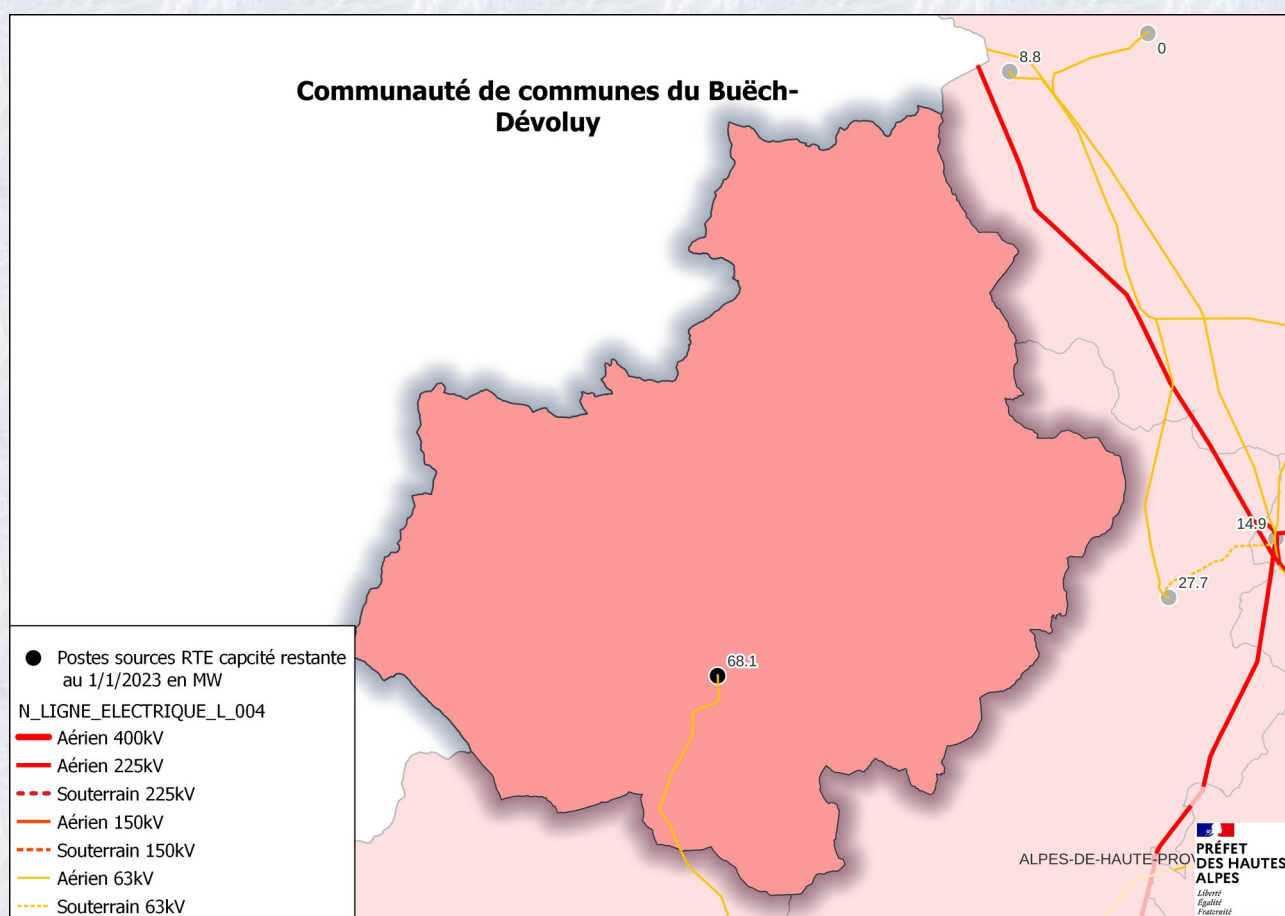 Communauté de communes du Buëch-
Dévoluy
8.8
0
14.9
27.7
68.1
Postes sources RTE capcité restante
au 1/1/2023 en MW
N_LIGNE_ELECTRIQUE_L_004
Aérien 400kV
Aérien 225kV
Souterrain 225kV
Aérien 150kV
Souterrain 150kV
Aérien 63kV
Souterrain 63kV
ALPES-DE-HAUTE-PROV
PRÉFET
DES HAUTES
ALPES
Liberté
Égalité
Fraternité